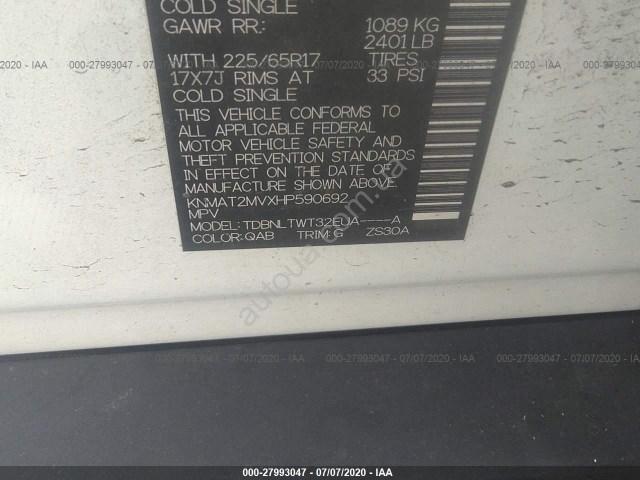 COLD SINGLE
GAWR RR: 1089 KG
2401 LB
WITH 225/65R17 TIRES
17X7J RIMS AT 33 PSI
COLD SINGLE
THIS VEHICLE CONFORMS TO
ALL APPLICABLE FEDERAL
MOTOR VEHICLE SAFETY AND
THEFT PREVENTION STANDARDS
IN EFFECT ON THE DATE OF
MANUFACTURE SHOWN ABOVE.
KNMAT2MVXHP590692
MPV
MODEL: TDBNLTWT32EUA----A
COLOR: QAB TRIM: G ZS30A
autoua.com
000-27993047 - 07/07/2020 - IAA